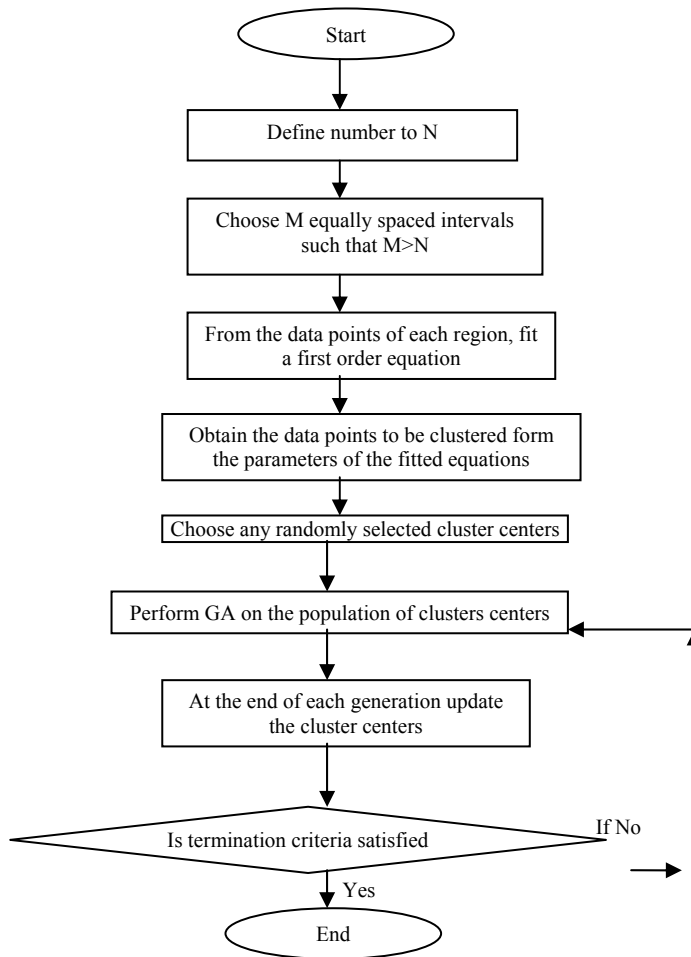 Start
Define number to N
Choose M equally spaced intervals
such that M>N
From the data points of each region, fit
a first order equation
Obtain the data points to be clustered form
the parameters of the fitted equations
Choose any randomly selected cluster centers
Perform GA on the population of clusters centers
At the end of each generation update
the cluster centers
Is termination criteria satisfied
If No
Yes
End